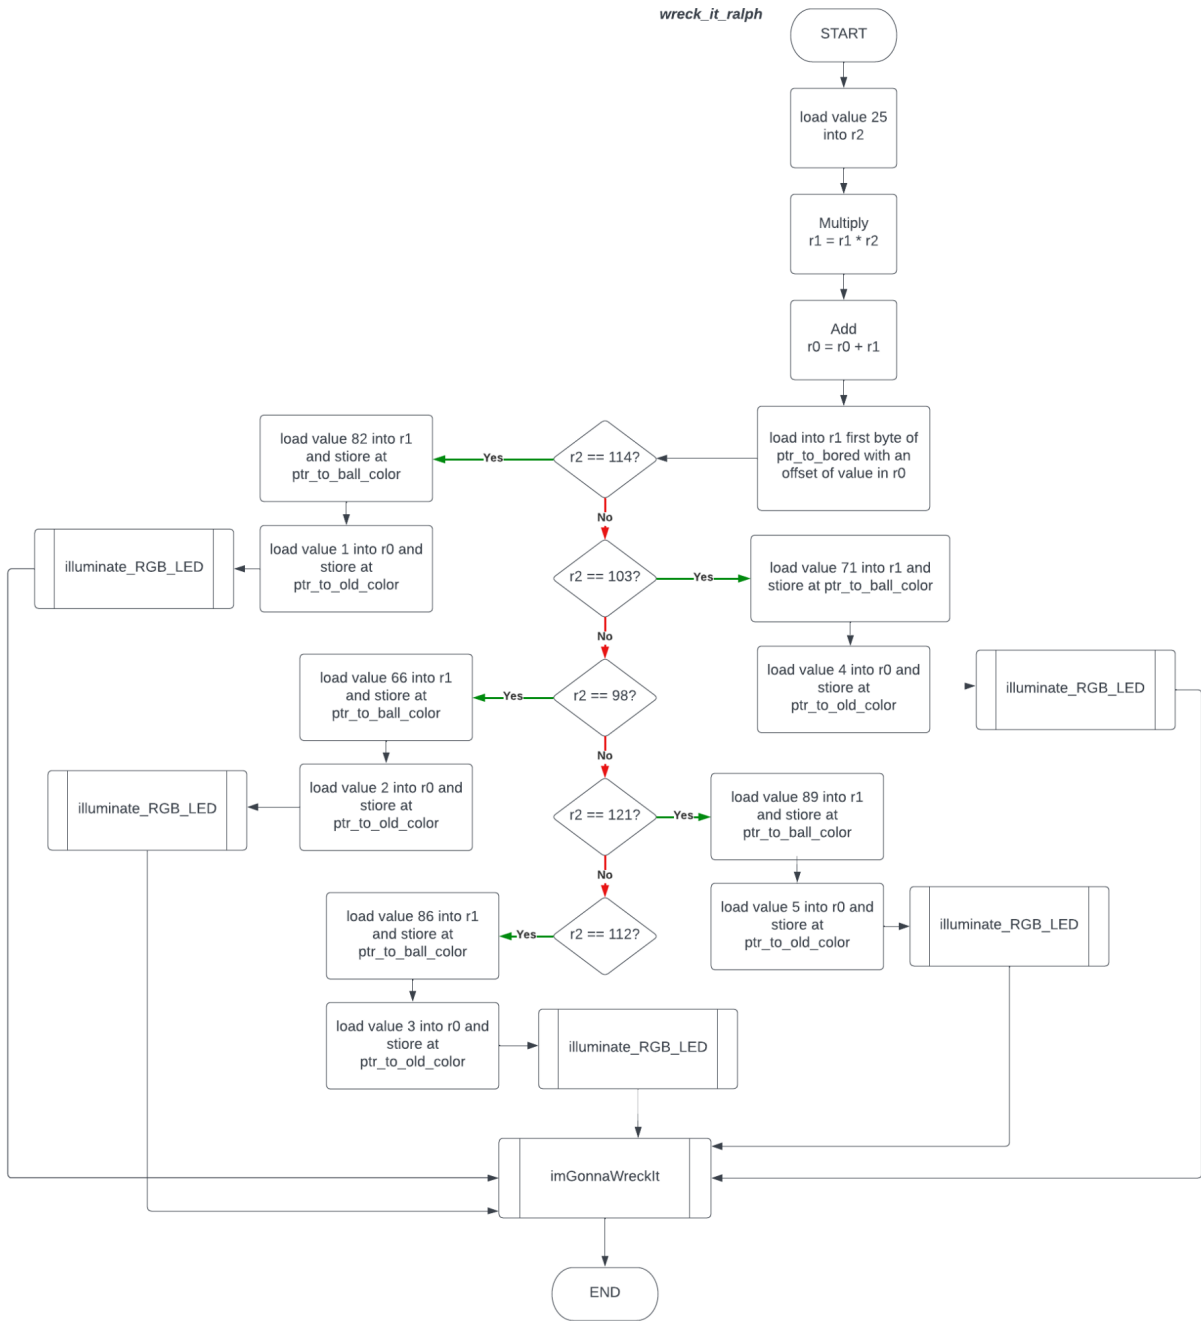 wreck_it_ralph
START
load value 25
into r2
Multiply
r1 = r1 * r2
Add
r0 = r0 + r1
load into r1 first byte of
ptr_to_bored with an
offset of value in r0
r2 == 114?
Yes
load value 82 into r1
and stiore at
ptr_to_ball_color
load value 1 into r0 and
stiore at
ptr_to_old_color
illuminate_RGB_LED
No
r2 == 103?
Yes
load value 71 into r1 and
stiore at ptr_to_ball_color
load value 4 into r0 and
stiore at
ptr_to_old_color
illuminate_RGB_LED
No
r2 == 98?
Yes
load value 66 into r1
and stiore at
ptr_to_ball_color
load value 2 into r0 and
stiore at
ptr_to_old_color
illuminate_RGB_LED
No
r2 == 121?
Yes
load value 89 into r1
and stiore at
ptr_to_ball_color
load value 5 into r0 and
stiore at
ptr_to_old_color
illuminate_RGB_LED
No
r2 == 112?
Yes
load value 86 into r1
and stiore at
ptr_to_ball_color
load value 3 into r0 and
stiore at
ptr_to_old_color
illuminate_RGB_LED
imGonnaWreckIt
END